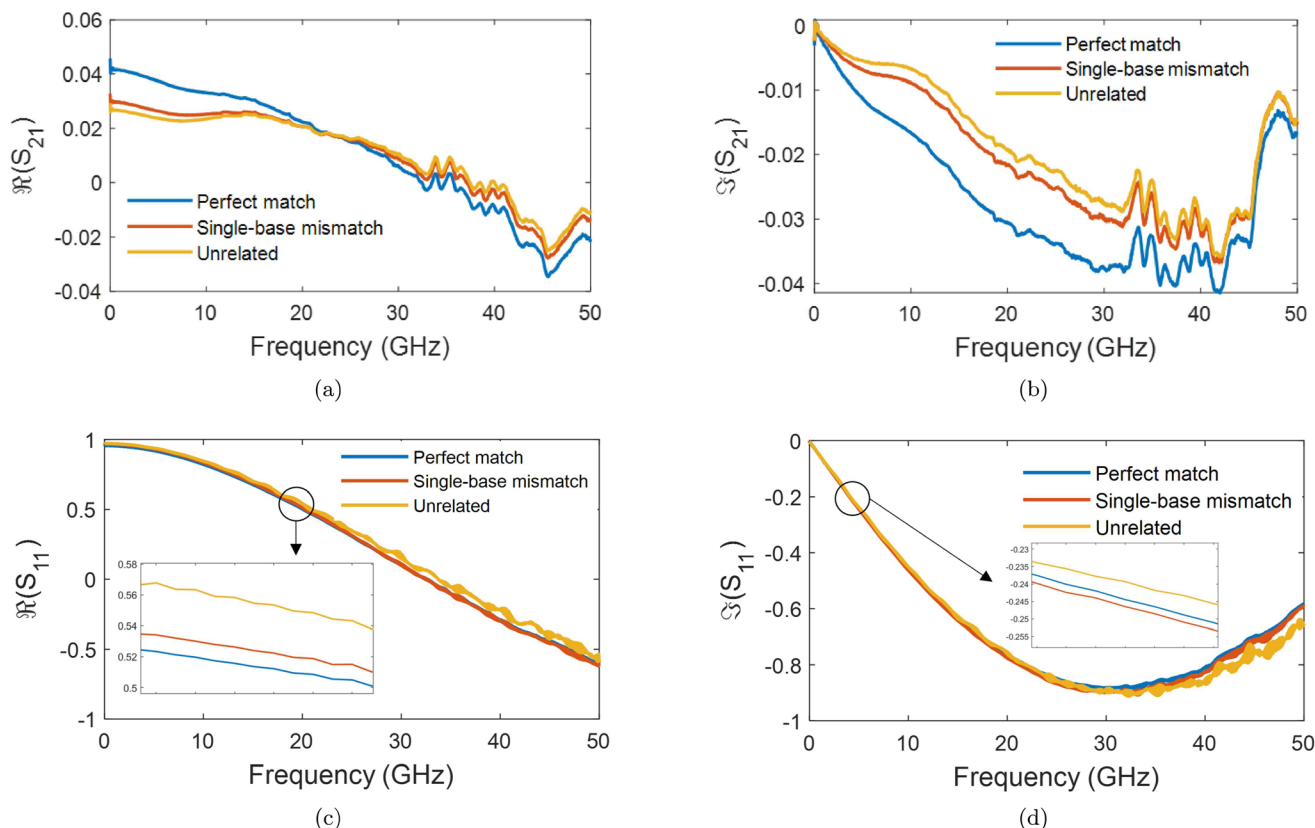 0.06
0.04
0.02
0
-0.02
-0.04
ℜ(S21)
Perfect match
Single-base mismatch
Unrelated
0 10 20 30 40 50
Frequency (GHz)
(a)
0
-0.01
-0.02
-0.03
-0.04
ℑ(S21)
Perfect match
Single-base mismatch
Unrelated
0 10 20 30 40 50
Frequency (GHz)
(b)
1
0.5
0
-0.5
-1
ℜ(S11)
Perfect match
Single-base mismatch
Unrelated
0.58
0.56
0.54
0.52
0.5
0 10 20 30 40 50
Frequency (GHz)
(c)
0
-0.2
-0.4
-0.6
-0.8
-1
ℑ(S11)
Perfect match
Single-base mismatch
Unrelated
-0.23
-0.235
-0.24
-0.245
-0.25
-0.255
0 10 20 30 40 50
Frequency (GHz)
(d)